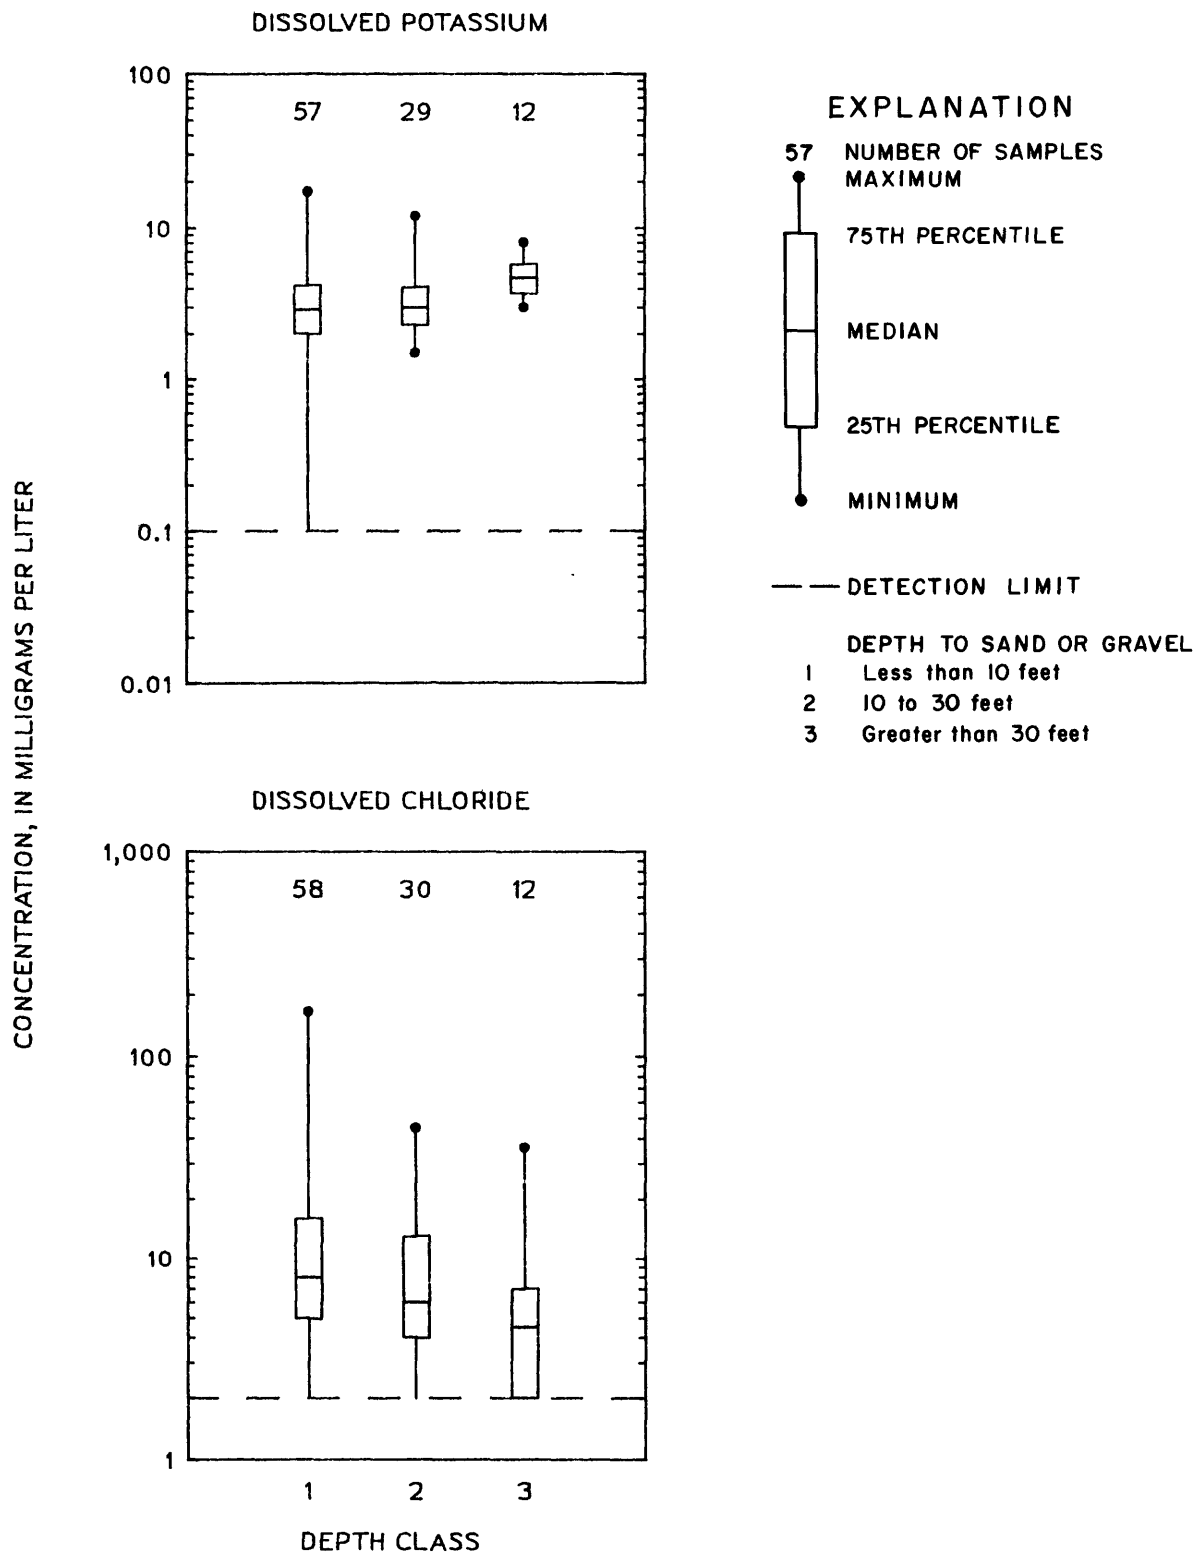 DISSOLVED POTASSIUM
100
10
1
0.1
0.01
57 29 12
EXPLANATION
57 NUMBER OF SAMPLES
MAXIMUM
75TH PERCENTILE
MEDIAN
25TH PERCENTILE
MINIMUM
DETECTION LIMIT
DEPTH TO SAND OR GRAVEL
1 Less than 10 feet
2 10 to 30 feet
3 Greater than 30 feet
CONCENTRATION, IN MILLIGRAMS PER LITER
DISSOLVED CHLORIDE
1,000
100
10
1
58 30 12
1 2 3
DEPTH CLASS